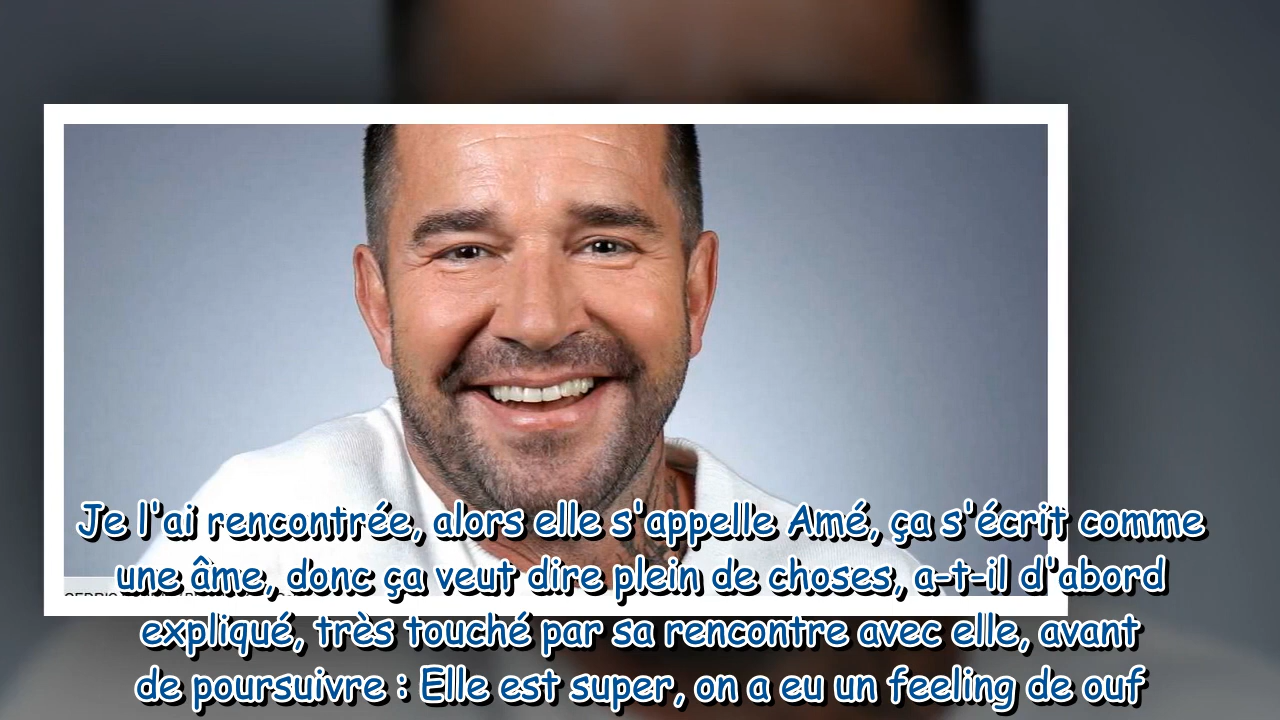 Je l'ai rencontrée, alors elle s'appelle Amé, ça s'écrit comme
une âme, donc ça veut dire plein de choses, a-t-il d'abord
expliqué, très touché par sa rencontre avec elle, avant
de poursuivre : Elle est super, on a eu un feeling de ouf